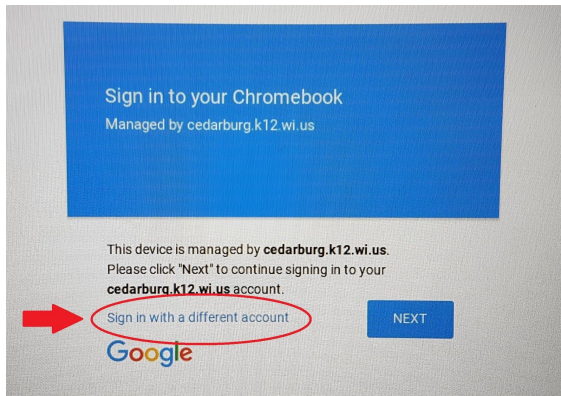 Sign in to your Chromebook
Managed by cedarburg.k12.wi.us
This device is managed by cedarburg.k12.wi.us.
Please click "Next" to continue signing in to your
cedarburg.k12.wi.us account.
Sign in with a different account
NEXT
Google